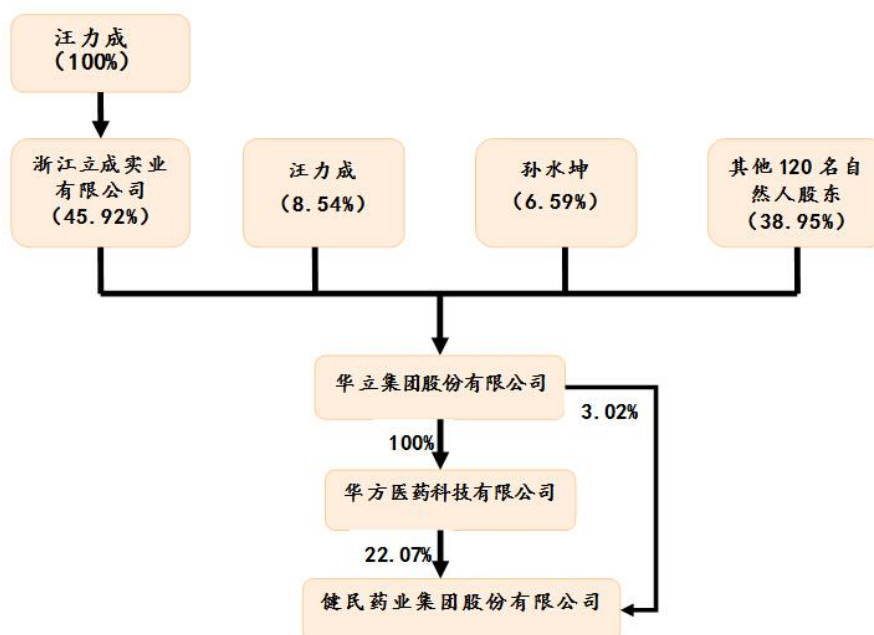 汪力成
(100%)
浙江立成实业
有限公司
(45.92%)
汪力成
(8.54%)
孙水坤
(6.59%)
其他120名自
然人股东
(38.95%)
华立集团股份有限公司
3.02%
100%
华方医药科技有限公司
22.07%
健民药业集团股份有限公司